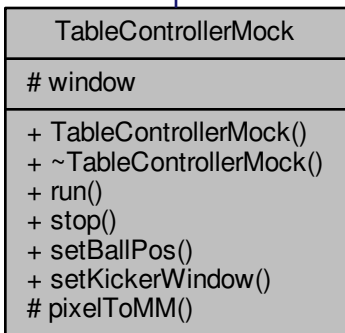 TableControllerMock
# window
+ TableControllerMock()
+ ~TableControllerMock()
+ run()
+ stop()
+ setBallPos()
+ setKickerWindow()
# pixelToMM()